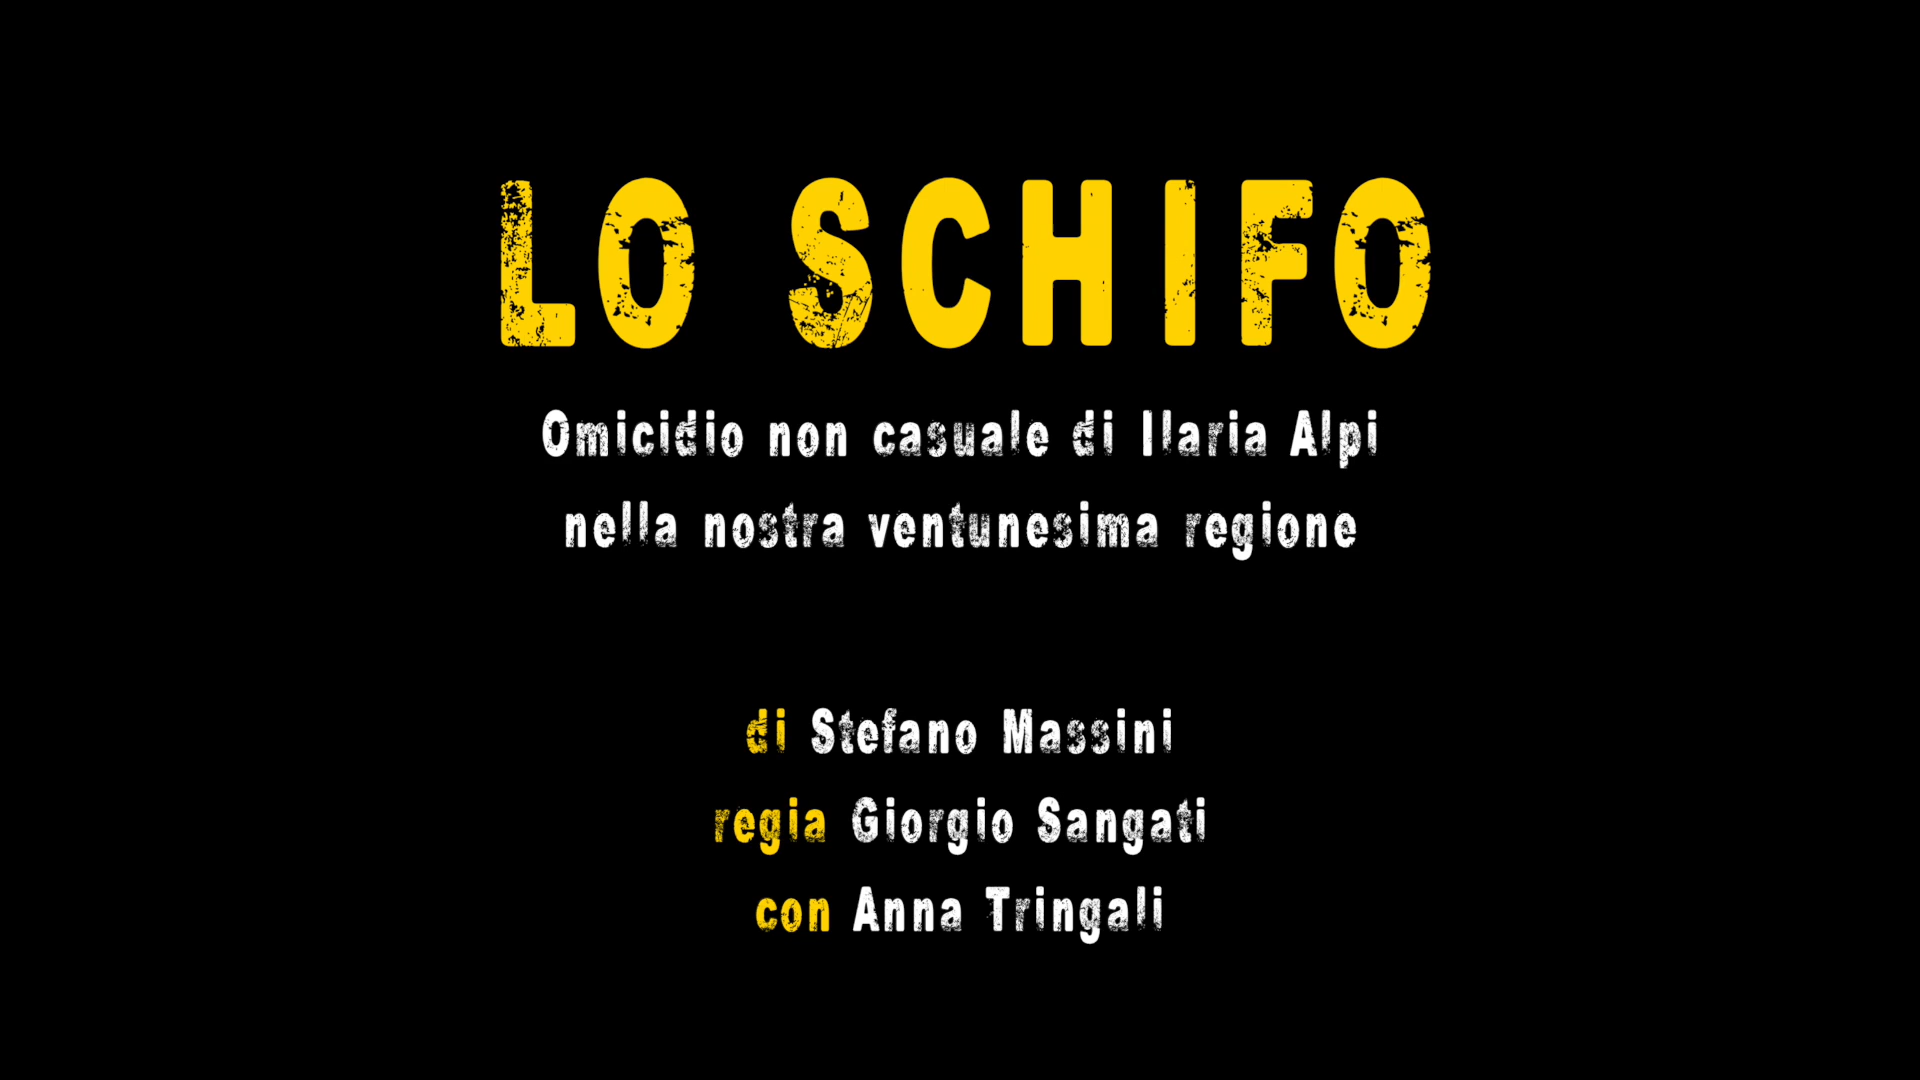 LO SCHIFO
Omicidio non casuale di Ilaria Alpi
nella nostra ventunesima regione
di Stefano Massini
regia Giorgio Sangati
con Anna Tringali